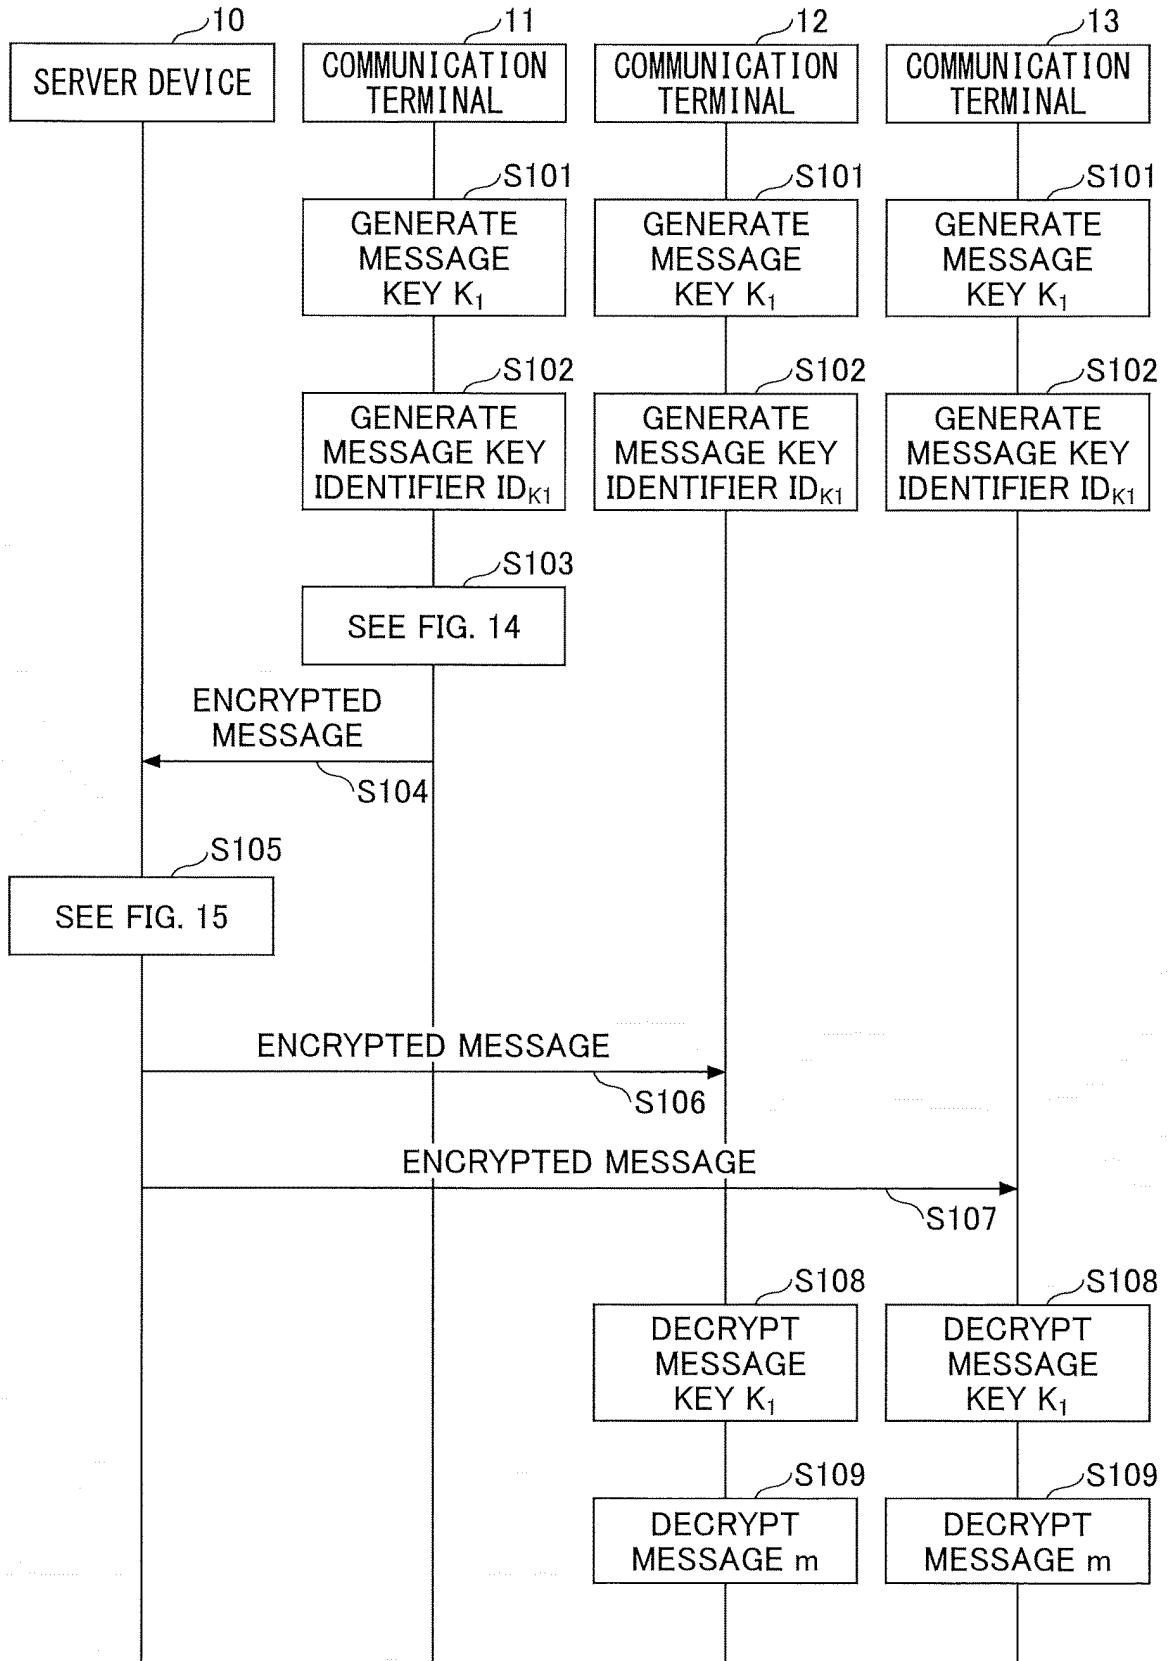 10
11
12
13
SERVER DEVICE
COMMUNICATION
TERMINAL
COMMUNICATION
TERMINAL
COMMUNICATION
TERMINAL
S101
S101
S101
GENERATE
MESSAGE
KEY K₁
GENERATE
MESSAGE
KEY K₁
GENERATE
MESSAGE
KEY K₁
S102
S102
S102
GENERATE
MESSAGE KEY
IDENTIFIER IDK1
GENERATE
MESSAGE KEY
IDENTIFIER IDK1
GENERATE
MESSAGE KEY
IDENTIFIER IDK1
S103
SEE FIG. 14
ENCRYPTED
MESSAGE
S104
S105
SEE FIG. 15
ENCRYPTED MESSAGE
S106
ENCRYPTED MESSAGE
S107
S108
S108
DECRYPT
MESSAGE
KEY K₁
DECRYPT
MESSAGE
KEY K₁
S109
S109
DECRYPT
MESSAGE m
DECRYPT
MESSAGE m